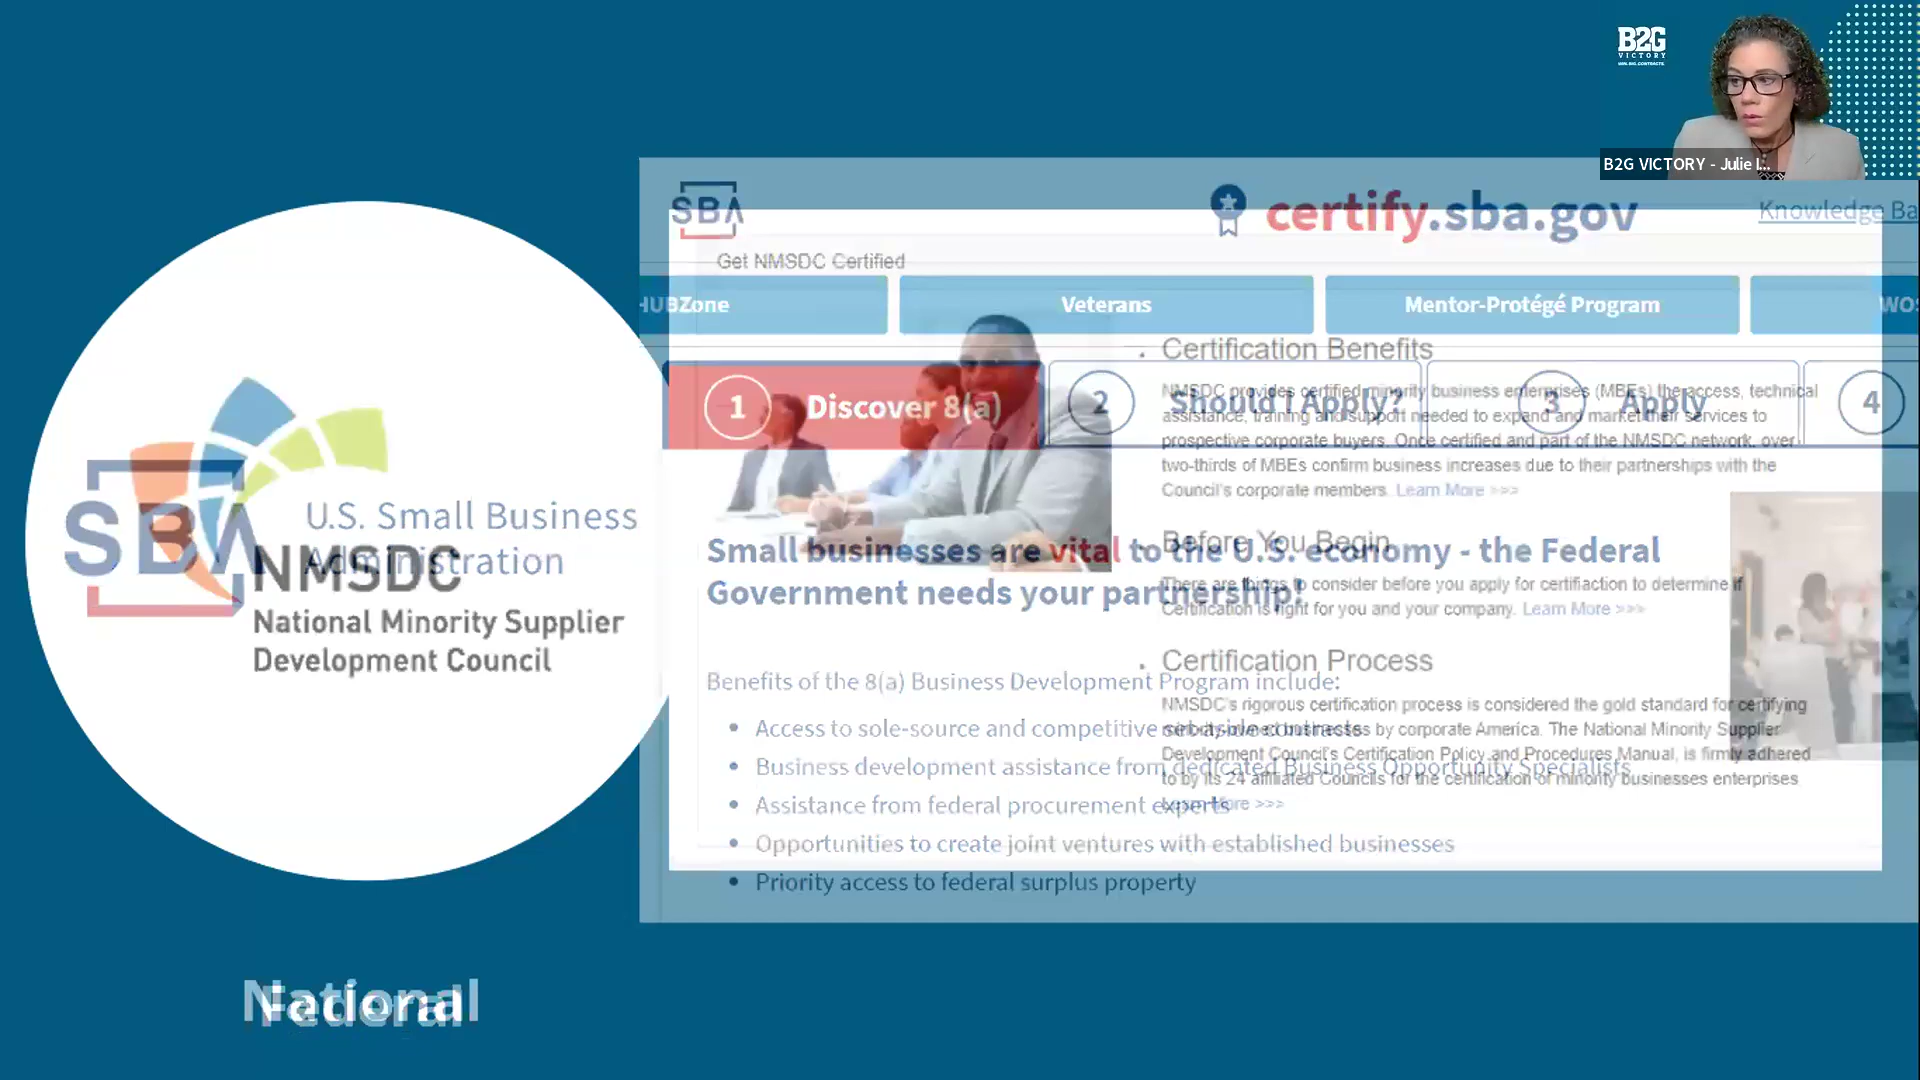 B2G
VICTORY
WIN. BIG. CONTRACTS.
B2G VICTORY - Julie I...
SBA
certify.sba.gov
Knowledge Ba
Get NMSDC Certified
HUBZone
Veterans
Mentor-Protégé Program
WOS
1 Discover 8(a)
2 Should I Apply?
3 Apply
4
Certification Benefits
NMSDC provides certified minority business enterprises (MBEs) the access, technical
assistance, training and support needed to expand and market their services to
prospective corporate buyers. Once certified and part of the NMSDC network, over
two-thirds of MBEs confirm business increases due to their partnerships with the
Council's corporate members. Learn More >>>
Before You Begin
There are things to consider before you apply for certifiaction to determine if
Certification is right for you and your company. Learn More >>>
Certification Process
NMSDC's rigorous certification process is considered the gold standard for certifying
minority-owned businesses by corporate America. The National Minority Supplier
Development Council's Certification Policy and Procedures Manual, is firmly adhered
to by its 24 affiliated Councils for the certification of minority businesses enterprises
Learn More >>>
Small businesses are vital to the U.S. economy - the Federal
Government needs your partnership!
Benefits of the 8(a) Business Development Program include:
• Access to sole-source and competitive set-aside contracts
• Business development assistance from dedicated Business Opportunity Specialists
• Assistance from federal procurement experts
• Opportunities to create joint ventures with established businesses
• Priority access to federal surplus property
SBA
U.S. Small Business
Administration
NMSDC
National Minority Supplier
Development Council
National
Federal